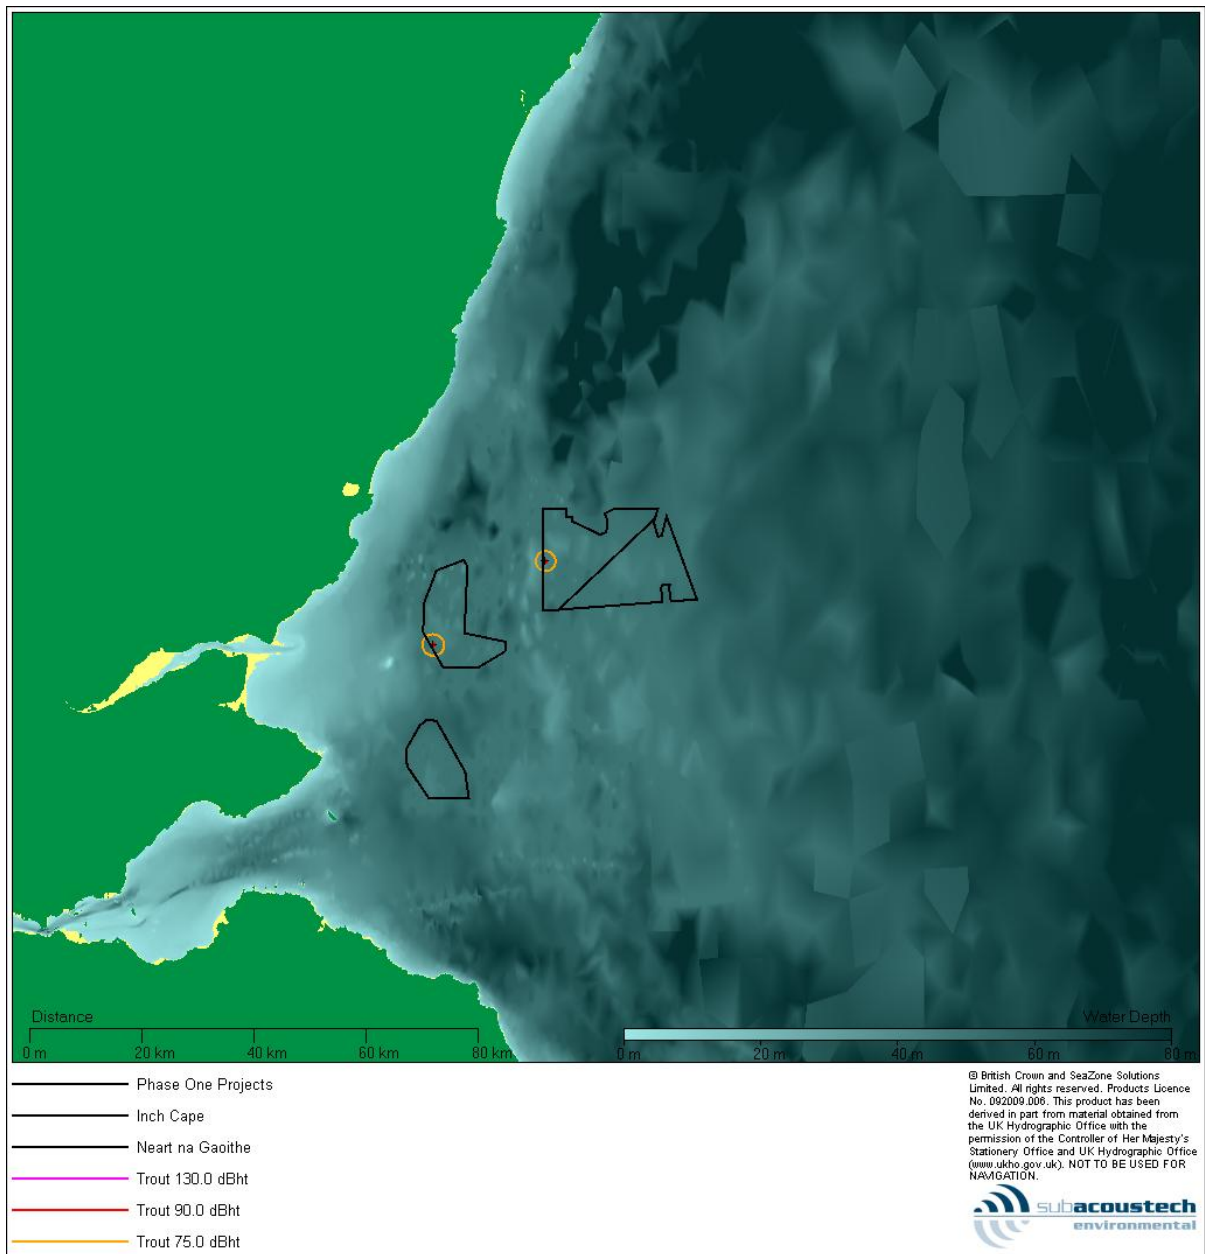 Distance
0 m 20 km 40 km 60 km 80 km
Water Depth
0 m 20 m 40 m 60 m 80 m
Phase One Projects
Inch Cape
Neart na Gaoithe
Trout 130.0 dBht
Trout 90.0 dBht
Trout 75.0 dBht
© British Crown and SeaZone Solutions
Limited. All rights reserved. Products Licence
No. 092009.006. This product has been
derived in part from material obtained from
the UK Hydrographic Office with the
permission of the Controller of Her Majesty's
Stationery Office and UK Hydrographic Office
(www.ukho.gov.uk). NOT TO BE USED FOR
NAVIGATION.
subacoustech
environmental